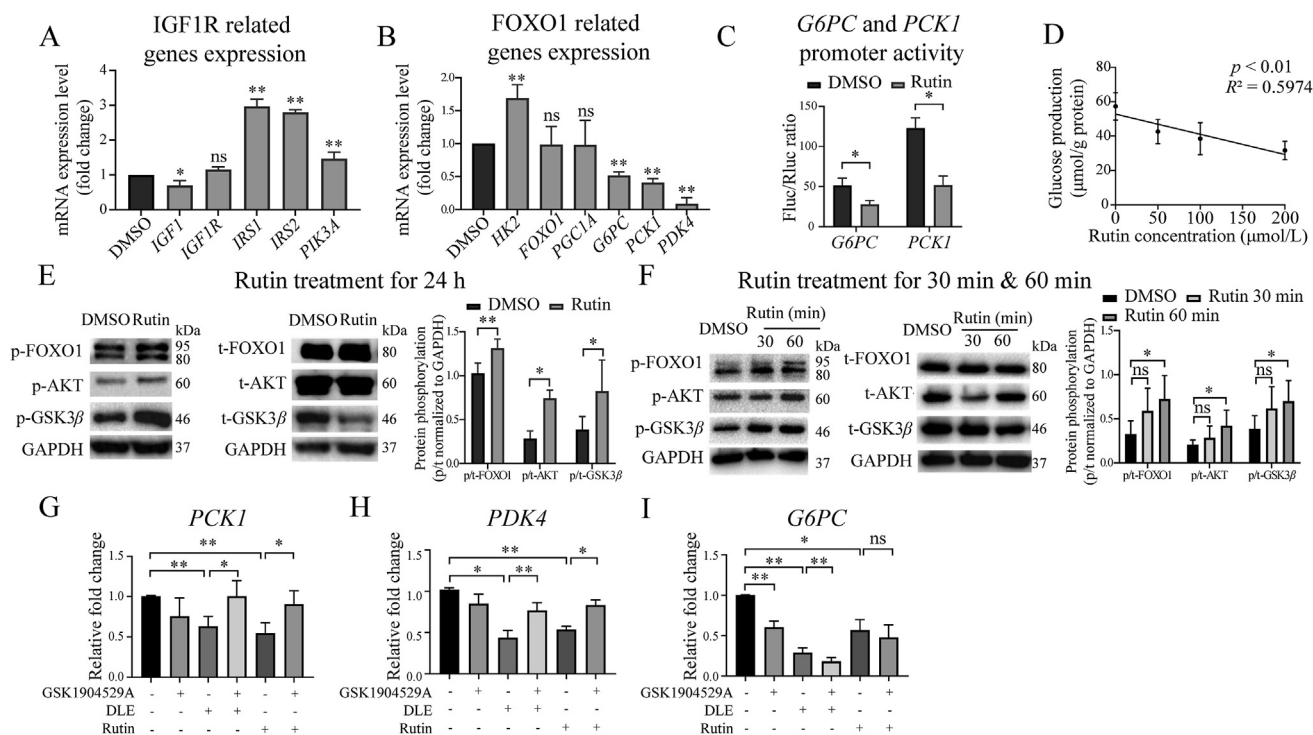 A
IGF1R related
genes expression
mRNA expression level
(fold change)
4
3
2
1
0
* ns ** ** **
DMSO IGF1 IGF1R IRS1 IRS2 PIK3A
B
FOXO1 related
genes expression
mRNA expression level
(fold change)
2.0
1.5
1.0
0.5
0.0
** ns ns ** ** **
DMSO HK2 FOXO1 PGC1A G6PC PCK1 PDK4
C
G6PC and PCK1
promoter activity
DMSO Rutin
Fluc/Rluc ratio
150
100
50
0
* *
G6PC PCK1
D
p < 0.01
R² = 0.5974
Glucose production
(μmol/g protein)
80
60
40
20
0
0 50 100 150 200
Rutin concentration (μmol/L)
E
Rutin treatment for 24 h
DMSO Rutin kDa
p-FOXO1 95
80
p-AKT 60
p-GSK3β 46
GAPDH 37
DMSO Rutin kDa
t-FOXO1 80
t-AKT 60
t-GSK3β 46
GAPDH 37
DMSO Rutin
Protein phosphorylation
(p/t normalized to GAPDH)
1.5
1.0
0.5
0.0
** * *
p/t-FOXO1 p/t-AKT p/t-GSK3β
F
Rutin treatment for 30 min & 60 min
Rutin (min)
DMSO 30 60 kDa
p-FOXO1 95
80
p-AKT 60
p-GSK3β 46
GAPDH 37
Rutin (min)
DMSO 30 60 kDa
t-FOXO1 80
t-AKT 60
t-GSK3β 46
GAPDH 37
DMSO Rutin 30 min
Rutin 60 min
Protein phosphorylation
(p/t normalized to GAPDH)
1.5
1.0
0.5
0.0
* ns * ns * ns
p/t-FOXO1 p/t-AKT p/t-GSK3β
G
PCK1
Relative fold change
1.5
1.0
0.5
0.0
** *
** *
GSK1904529A - + - + - +
DLE - - + + - -
Rutin - - - - + +
H
PDK4
Relative fold change
1.5
1.0
0.5
0.0
** *
* **
GSK1904529A - + - + - +
DLE - - + + - -
Rutin - - - - + +
I
G6PC
Relative fold change
1.5
1.0
0.5
0.0
* ns
** **
**
GSK1904529A - + - + - +
DLE - - + + - -
Rutin - - - - + +